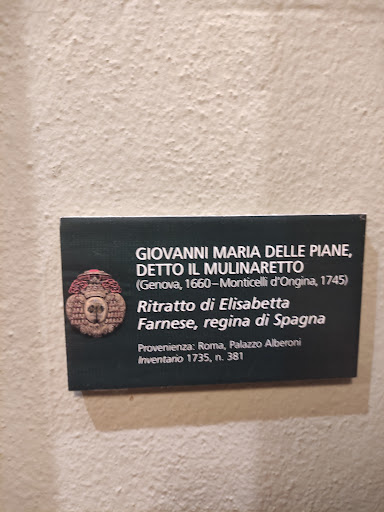 GIOVANNI MARIA DELLE PIANE,
DETTO IL MULINARETTO
(Genova, 1660–Monticelli d'Ongina, 1745)
Ritratto di Elisabetta
Farnese, regina di Spagna
Provenienza: Roma, Palazzo Alberoni
Inventario 1735, n. 381